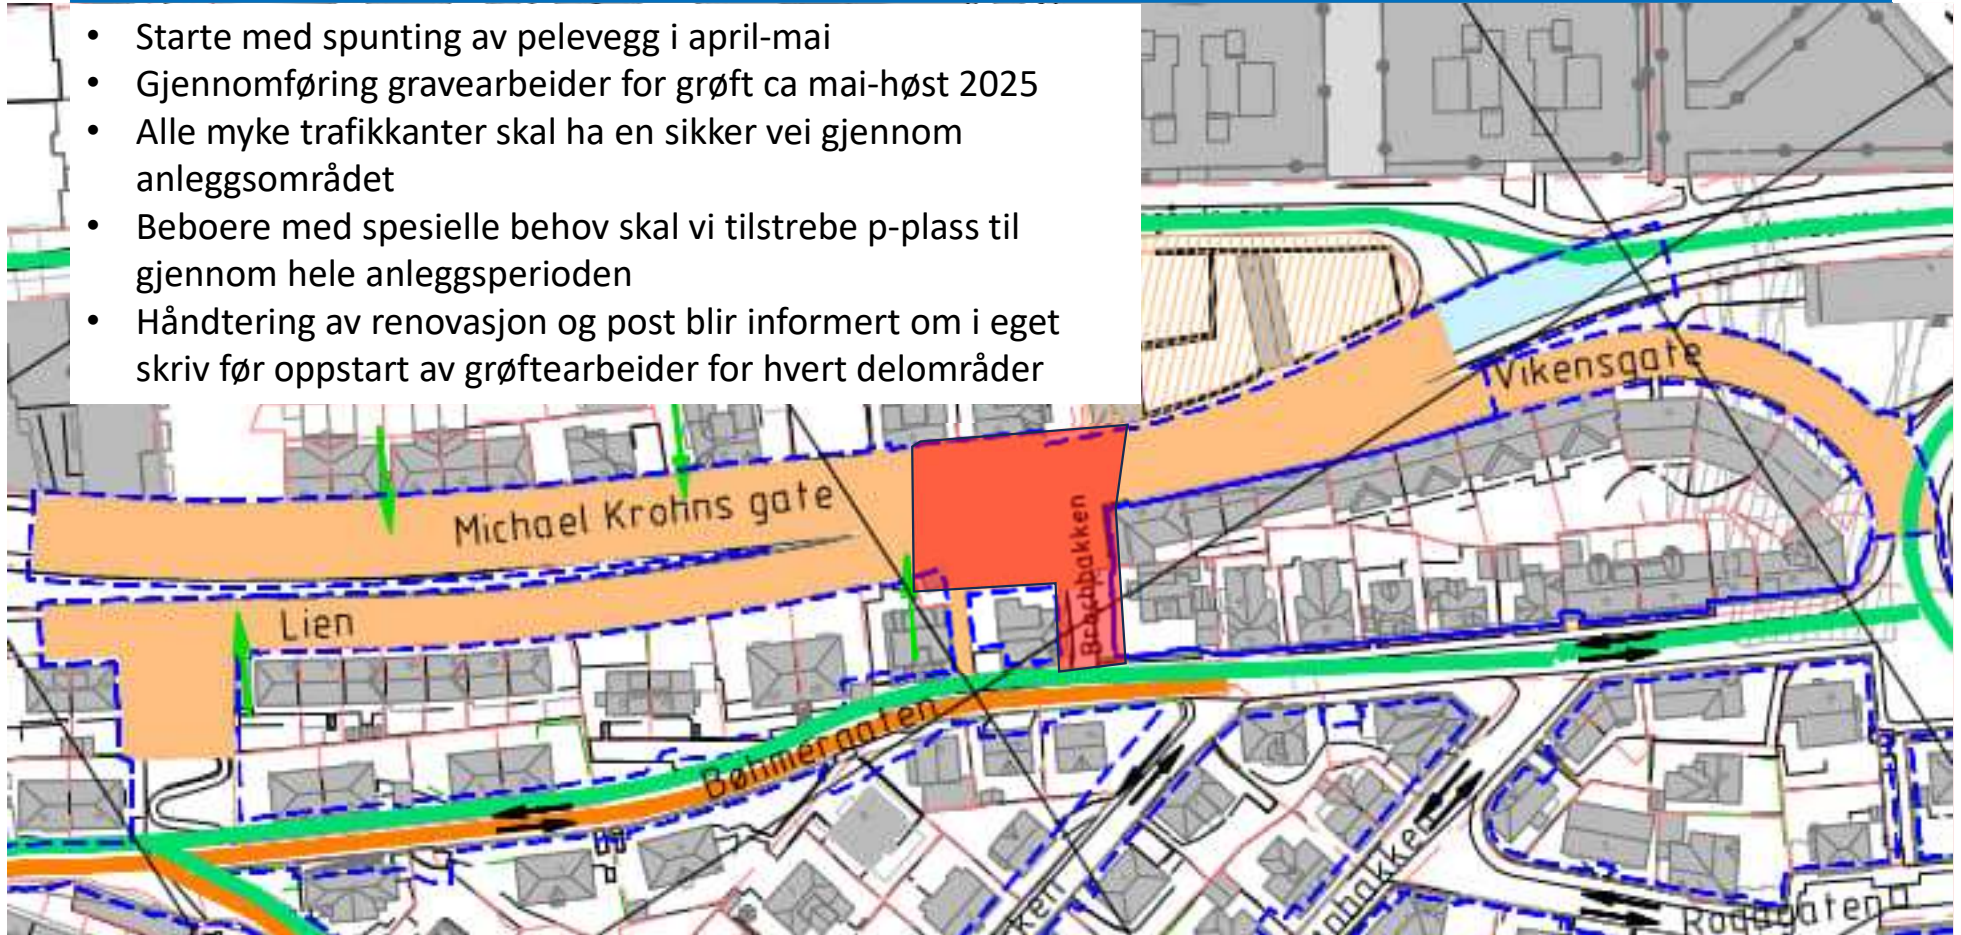 • Starte med spunting av pelevegg i april-mai
• Gjennomføring gravearbeider for grøft ca mai-høst 2025
• Alle myke trafikkanter skal ha en sikker vei gjennom
anleggsområdet
• Beboere med spesielle behov skal vi tilstrebe p-plass til
gjennom hele anleggsperioden
• Håndtering av renovasjon og post blir informert om i eget
skriv før oppstart av grøftearbeider for hvert delområder
Vikensgate
Michael Krohns gate
Lien
Bøhmergaten